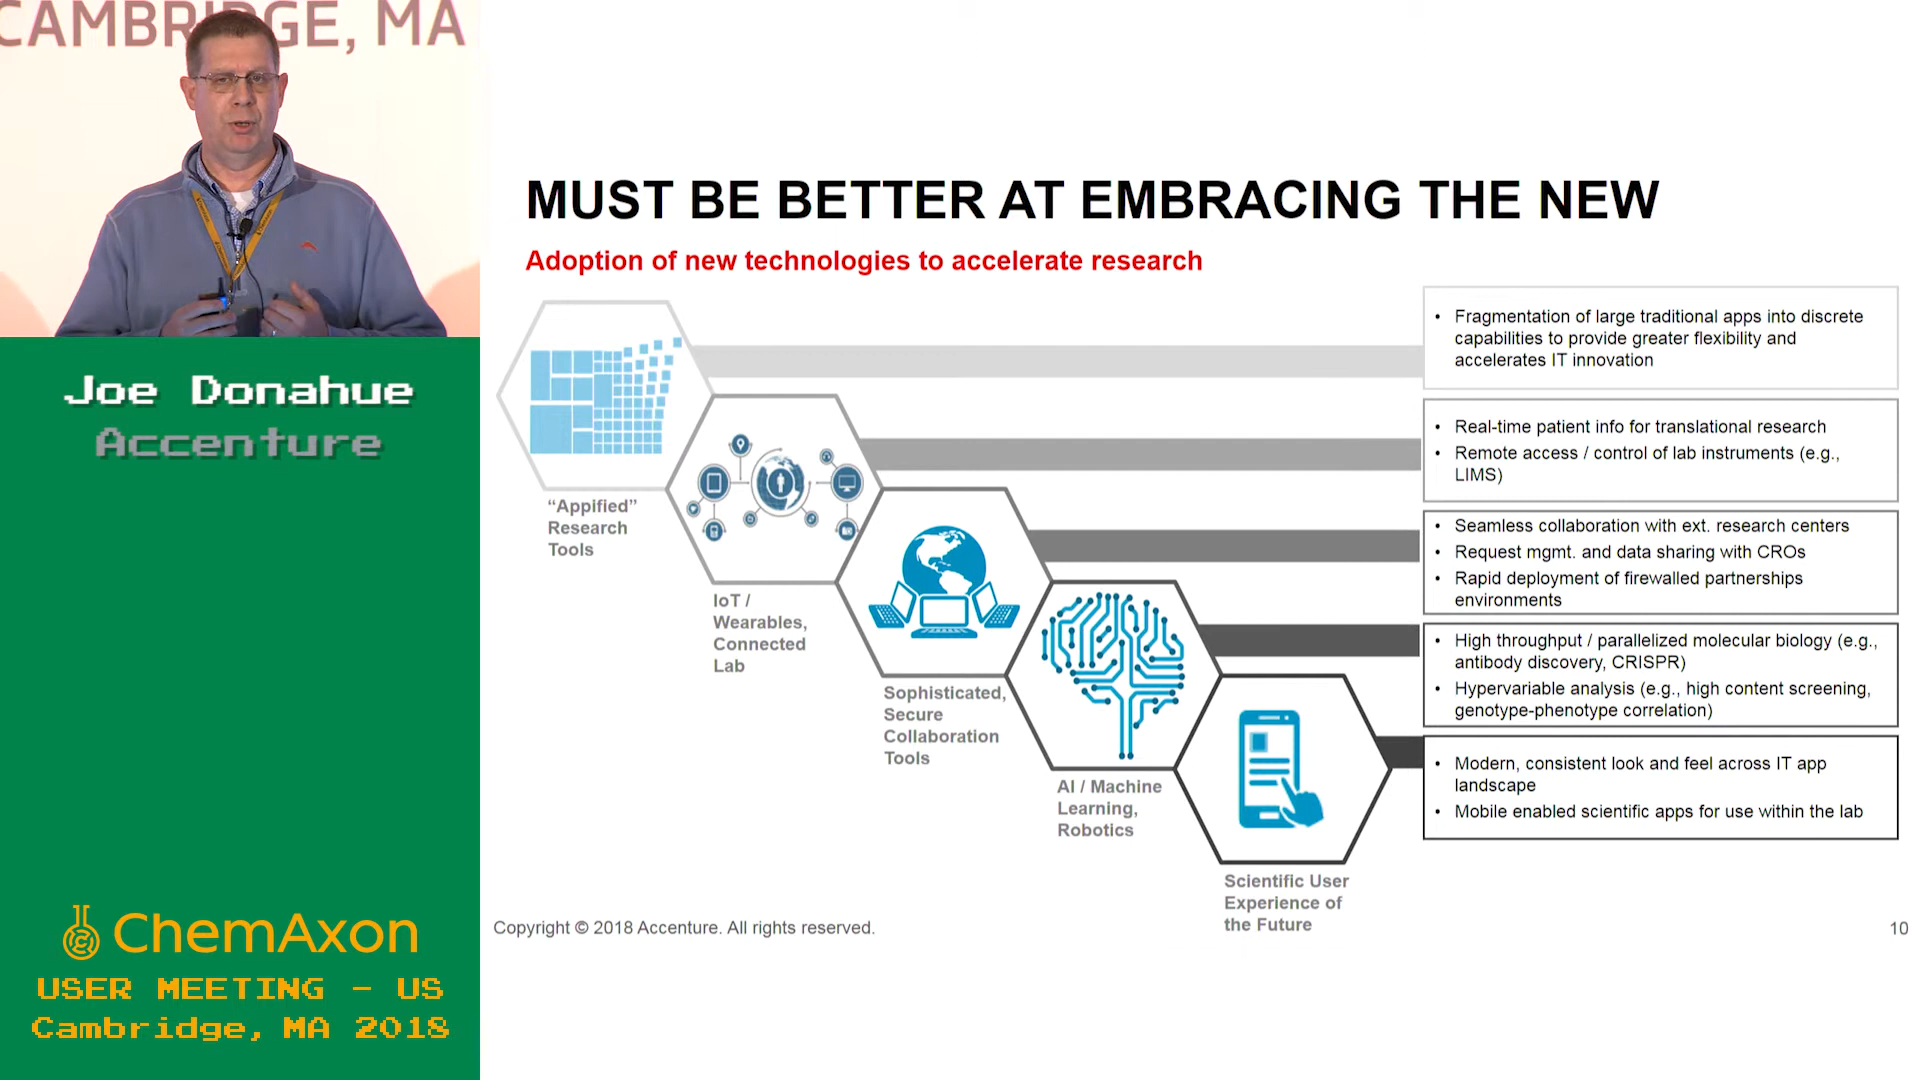 CAMBRIDGE, MA
Joe Donahue
Accenture
ChemAxon
USER MEETING - US
Cambridge, MA 2018
MUST BE BETTER AT EMBRACING THE NEW
Adoption of new technologies to accelerate research
“Appified”
Research
Tools
IoT /
Wearables,
Connected
Lab
Sophisticated,
Secure
Collaboration
Tools
AI / Machine
Learning,
Robotics
Scientific User
Experience of
the Future
• Fragmentation of large traditional apps into discrete
capabilities to provide greater flexibility and
accelerates IT innovation
• Real-time patient info for translational research
• Remote access / control of lab instruments (e.g.,
LIMS)
• Seamless collaboration with ext. research centers
• Request mgmt. and data sharing with CROs
• Rapid deployment of firewalled partnerships
environments
• High throughput / parallelized molecular biology (e.g.,
antibody discovery, CRISPR)
• Hypervariable analysis (e.g., high content screening,
genotype-phenotype correlation)
• Modern, consistent look and feel across IT app
landscape
• Mobile enabled scientific apps for use within the lab
Copyright © 2018 Accenture. All rights reserved.
10